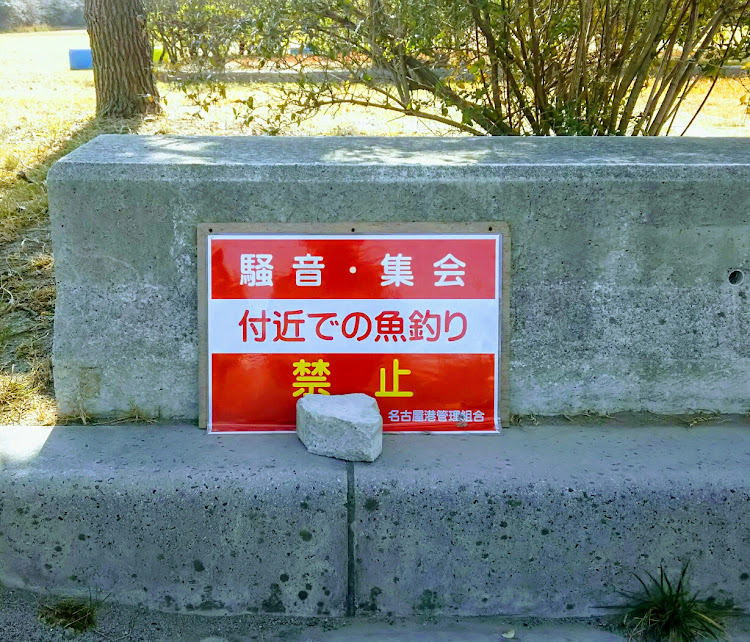 騒音・集会
付近での魚釣り
禁止
名古屋港管理組合